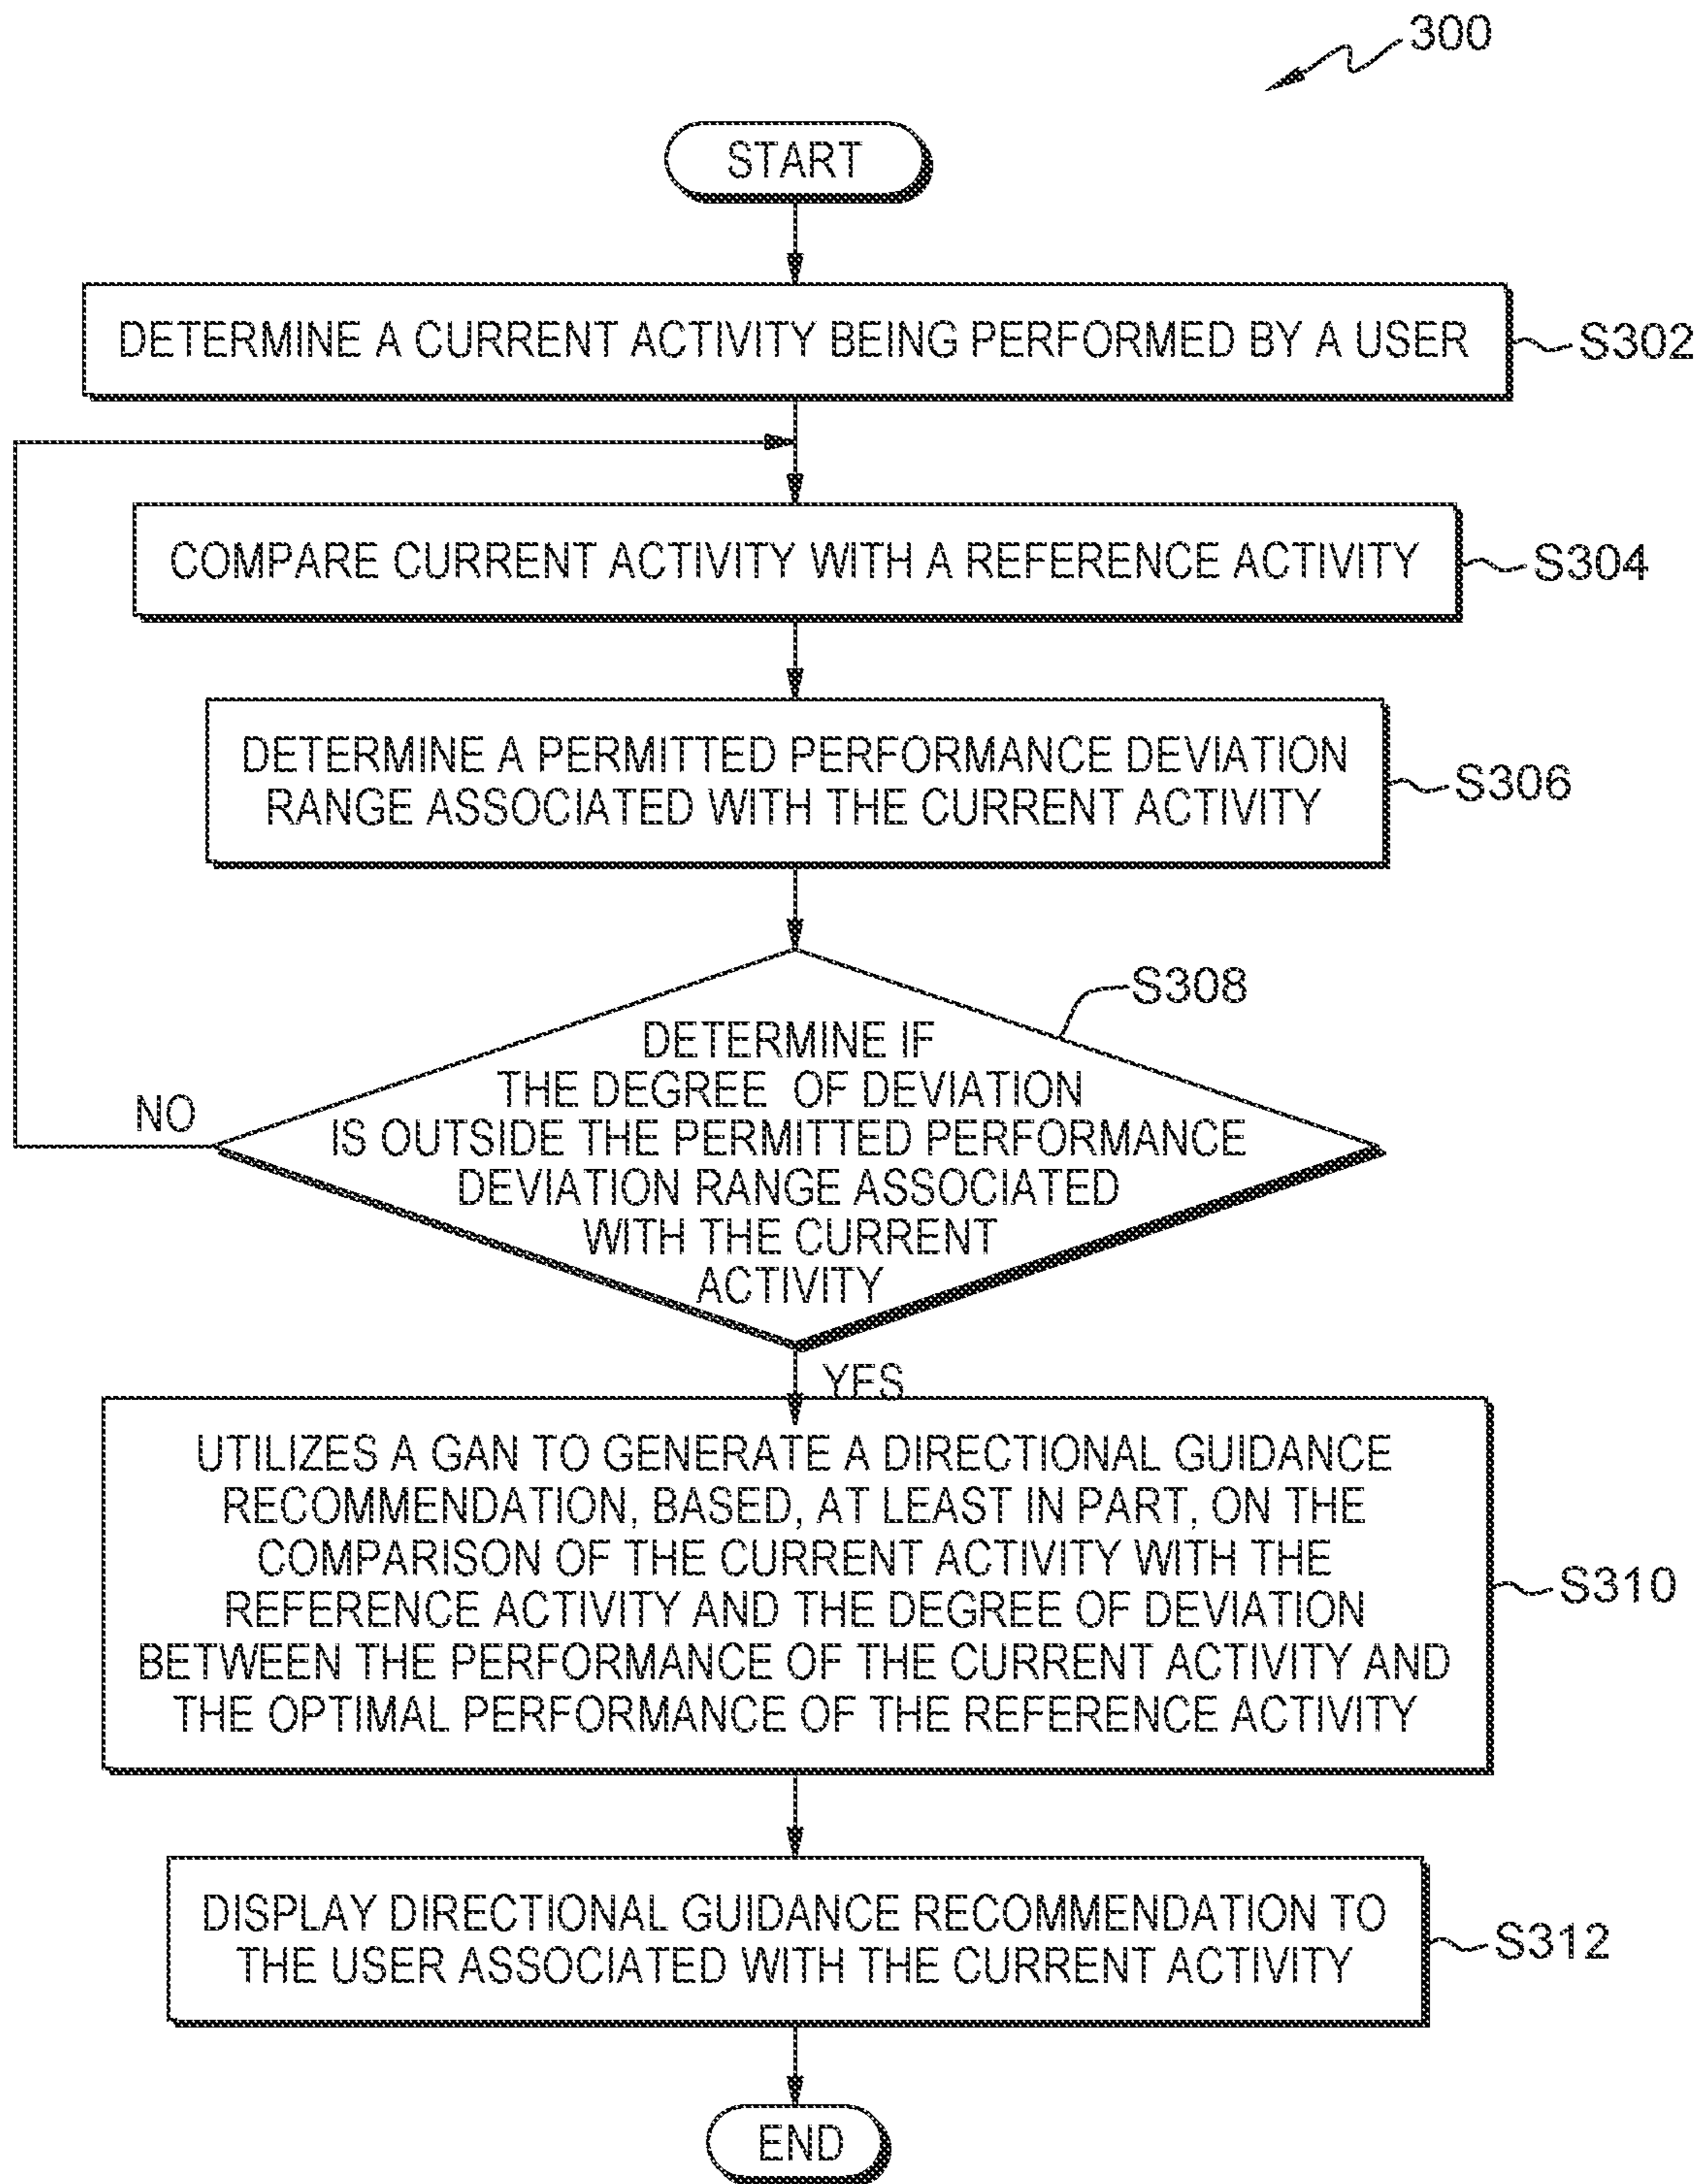 300
START
DETERMINE A CURRENT ACTIVITY BEING PERFORMED BY A USER
S302
COMPARE CURRENT ACTIVITY WITH A REFERENCE ACTIVITY
S304
DETERMINE A PERMITTED PERFORMANCE DEVIATION
RANGE ASSOCIATED WITH THE CURRENT ACTIVITY
S306
S308
DETERMINE IF
THE DEGREE OF DEVIATION
IS OUTSIDE THE PERMITTED PERFORMANCE
DEVIATION RANGE ASSOCIATED
WITH THE CURRENT
ACTIVITY
NO
YES
UTILIZES A GAN TO GENERATE A DIRECTIONAL GUIDANCE
RECOMMENDATION, BASED, AT LEAST IN PART, ON THE
COMPARISON OF THE CURRENT ACTIVITY WITH THE
REFERENCE ACTIVITY AND THE DEGREE OF DEVIATION
BETWEEN THE PERFORMANCE OF THE CURRENT ACTIVITY AND
THE OPTIMAL PERFORMANCE OF THE REFERENCE ACTIVITY
S310
DISPLAY DIRECTIONAL GUIDANCE RECOMMENDATION TO
THE USER ASSOCIATED WITH THE CURRENT ACTIVITY
S312
END